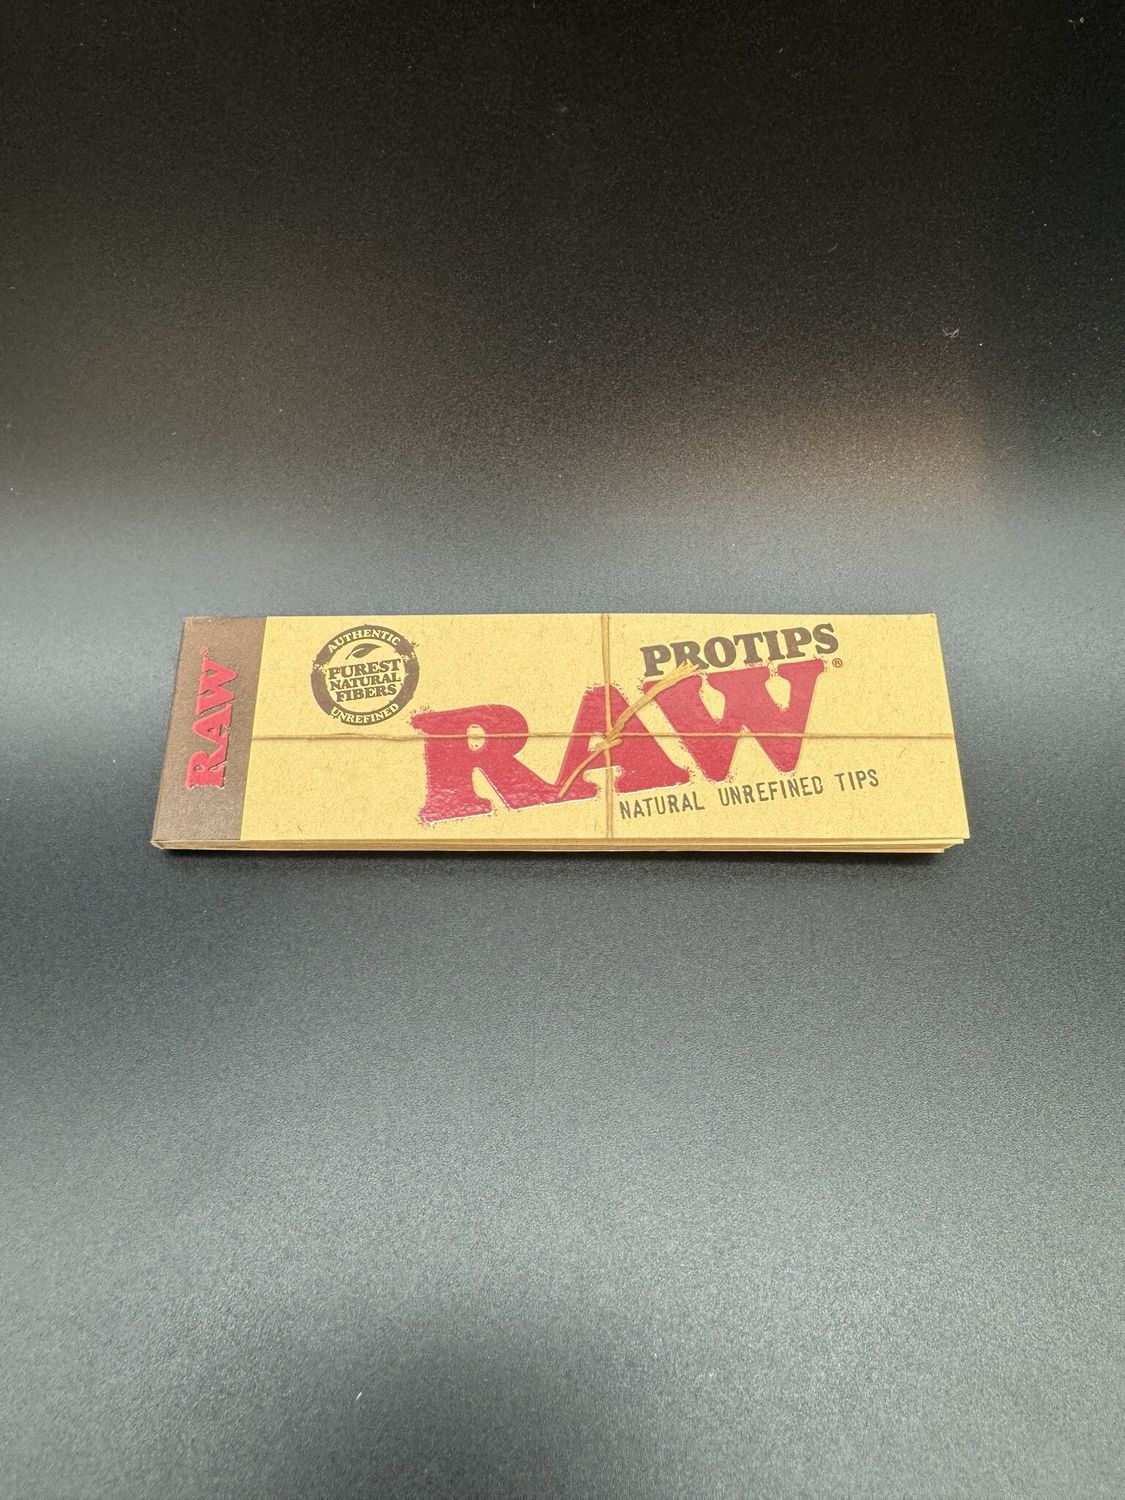 RAW®
AUTHENTIC
PUREST
NATURAL
FIBERS
UNREFINED
PROTIPS
RAW®
NATURAL UNREFINED TIPS